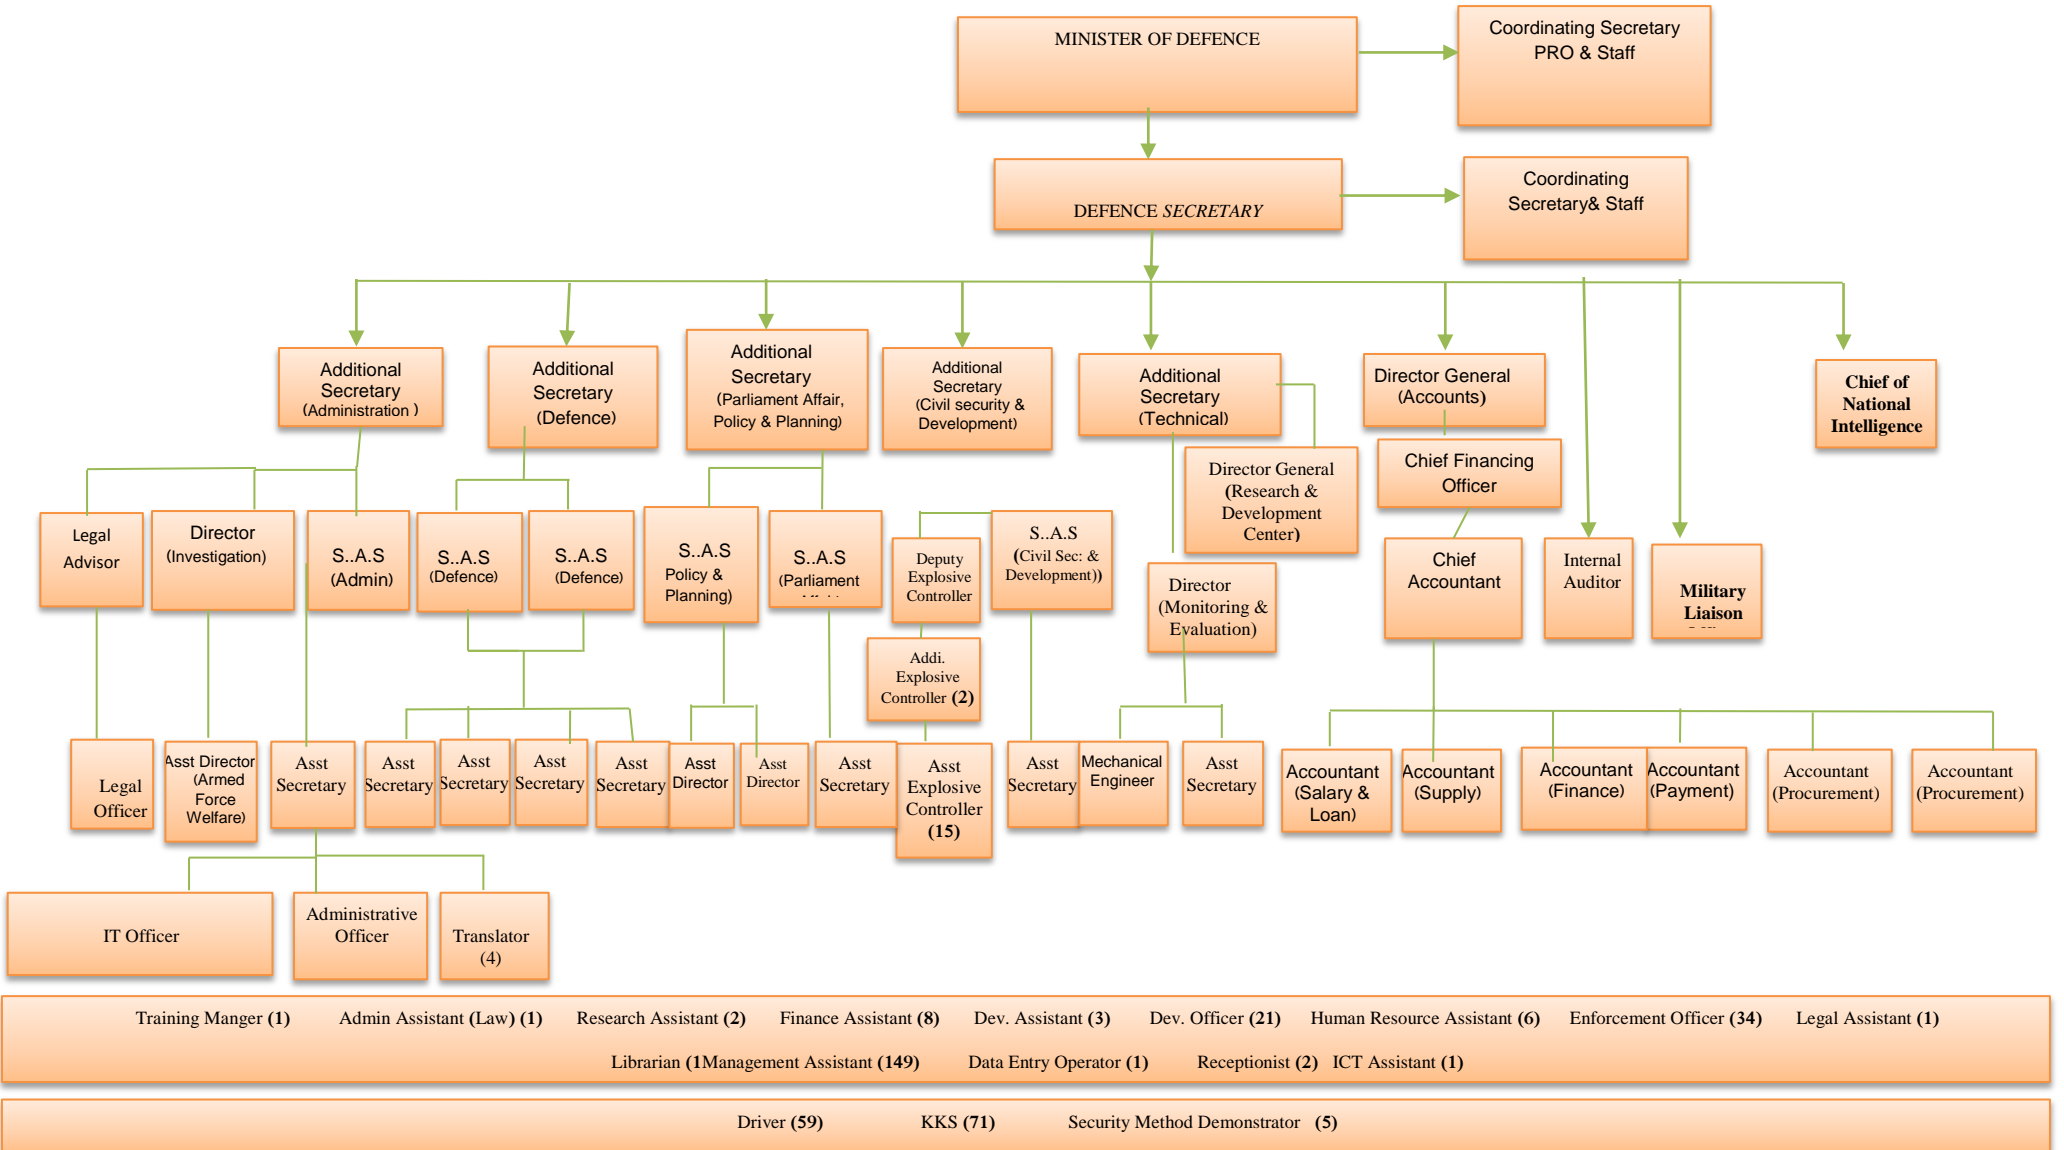 MINISTER OF DEFENCE
Coordinating Secretary
PRO & Staff
DEFENCE SECRETARY
Coordinating
Secretary& Staff
Additional
Secretary
(Administration )
Additional
Secretary
(Defence)
Additional
Secretary
(Parliament Affair,
Policy & Planning)
Additional
Secretary
(Civil security &
Development)
Additional
Secretary
(Technical)
Director General
(Accounts)
Chief of
National
Intelligence
Director General
(Research &
Development
Center)
Chief Financing
Officer
Legal
Advisor
Director
(Investigation)
S..A.S
(Admin)
S..A.S
(Defence)
S..A.S
(Defence)
S..A.S
Policy &
Planning)
S..A.S
(Parliament
Deputy
Explosive
Controller
S..A.S
(Civil Sec: &
Development))
Director
(Monitoring &
Evaluation)
Chief
Accountant
Internal
Auditor
Military
Liaison
Addi.
Explosive
Controller (2)
Legal
Officer
Asst Director
(Armed
Force
Welfare)
Asst
Secretary
Asst
Secretary
Asst
Secretary
Asst
Secretary
Asst
Secretary
Asst
Director
Asst
Director
Asst
Secretary
Asst
Explosive
Controller
(15)
Asst
Secretary
Mechanical
Engineer
Asst
Secretary
Accountant
(Salary &
Loan)
Accountant
(Supply)
Accountant
(Finance)
Accountant
(Payment)
Accountant
(Procurement)
Accountant
(Procurement)
IT Officer
Administrative
Officer
Translator
(4)
Training Manger (1) Admin Assistant (Law) (1) Research Assistant (2) Finance Assistant (8) Dev. Assistant (3) Dev. Officer (21) Human Resource Assistant (6) Enforcement Officer (34) Legal Assistant (1)
Librarian (1Management Assistant (149) Data Entry Operator (1) Receptionist (2) ICT Assistant (1)
Driver (59) KKS (71) Security Method Demonstrator (5)